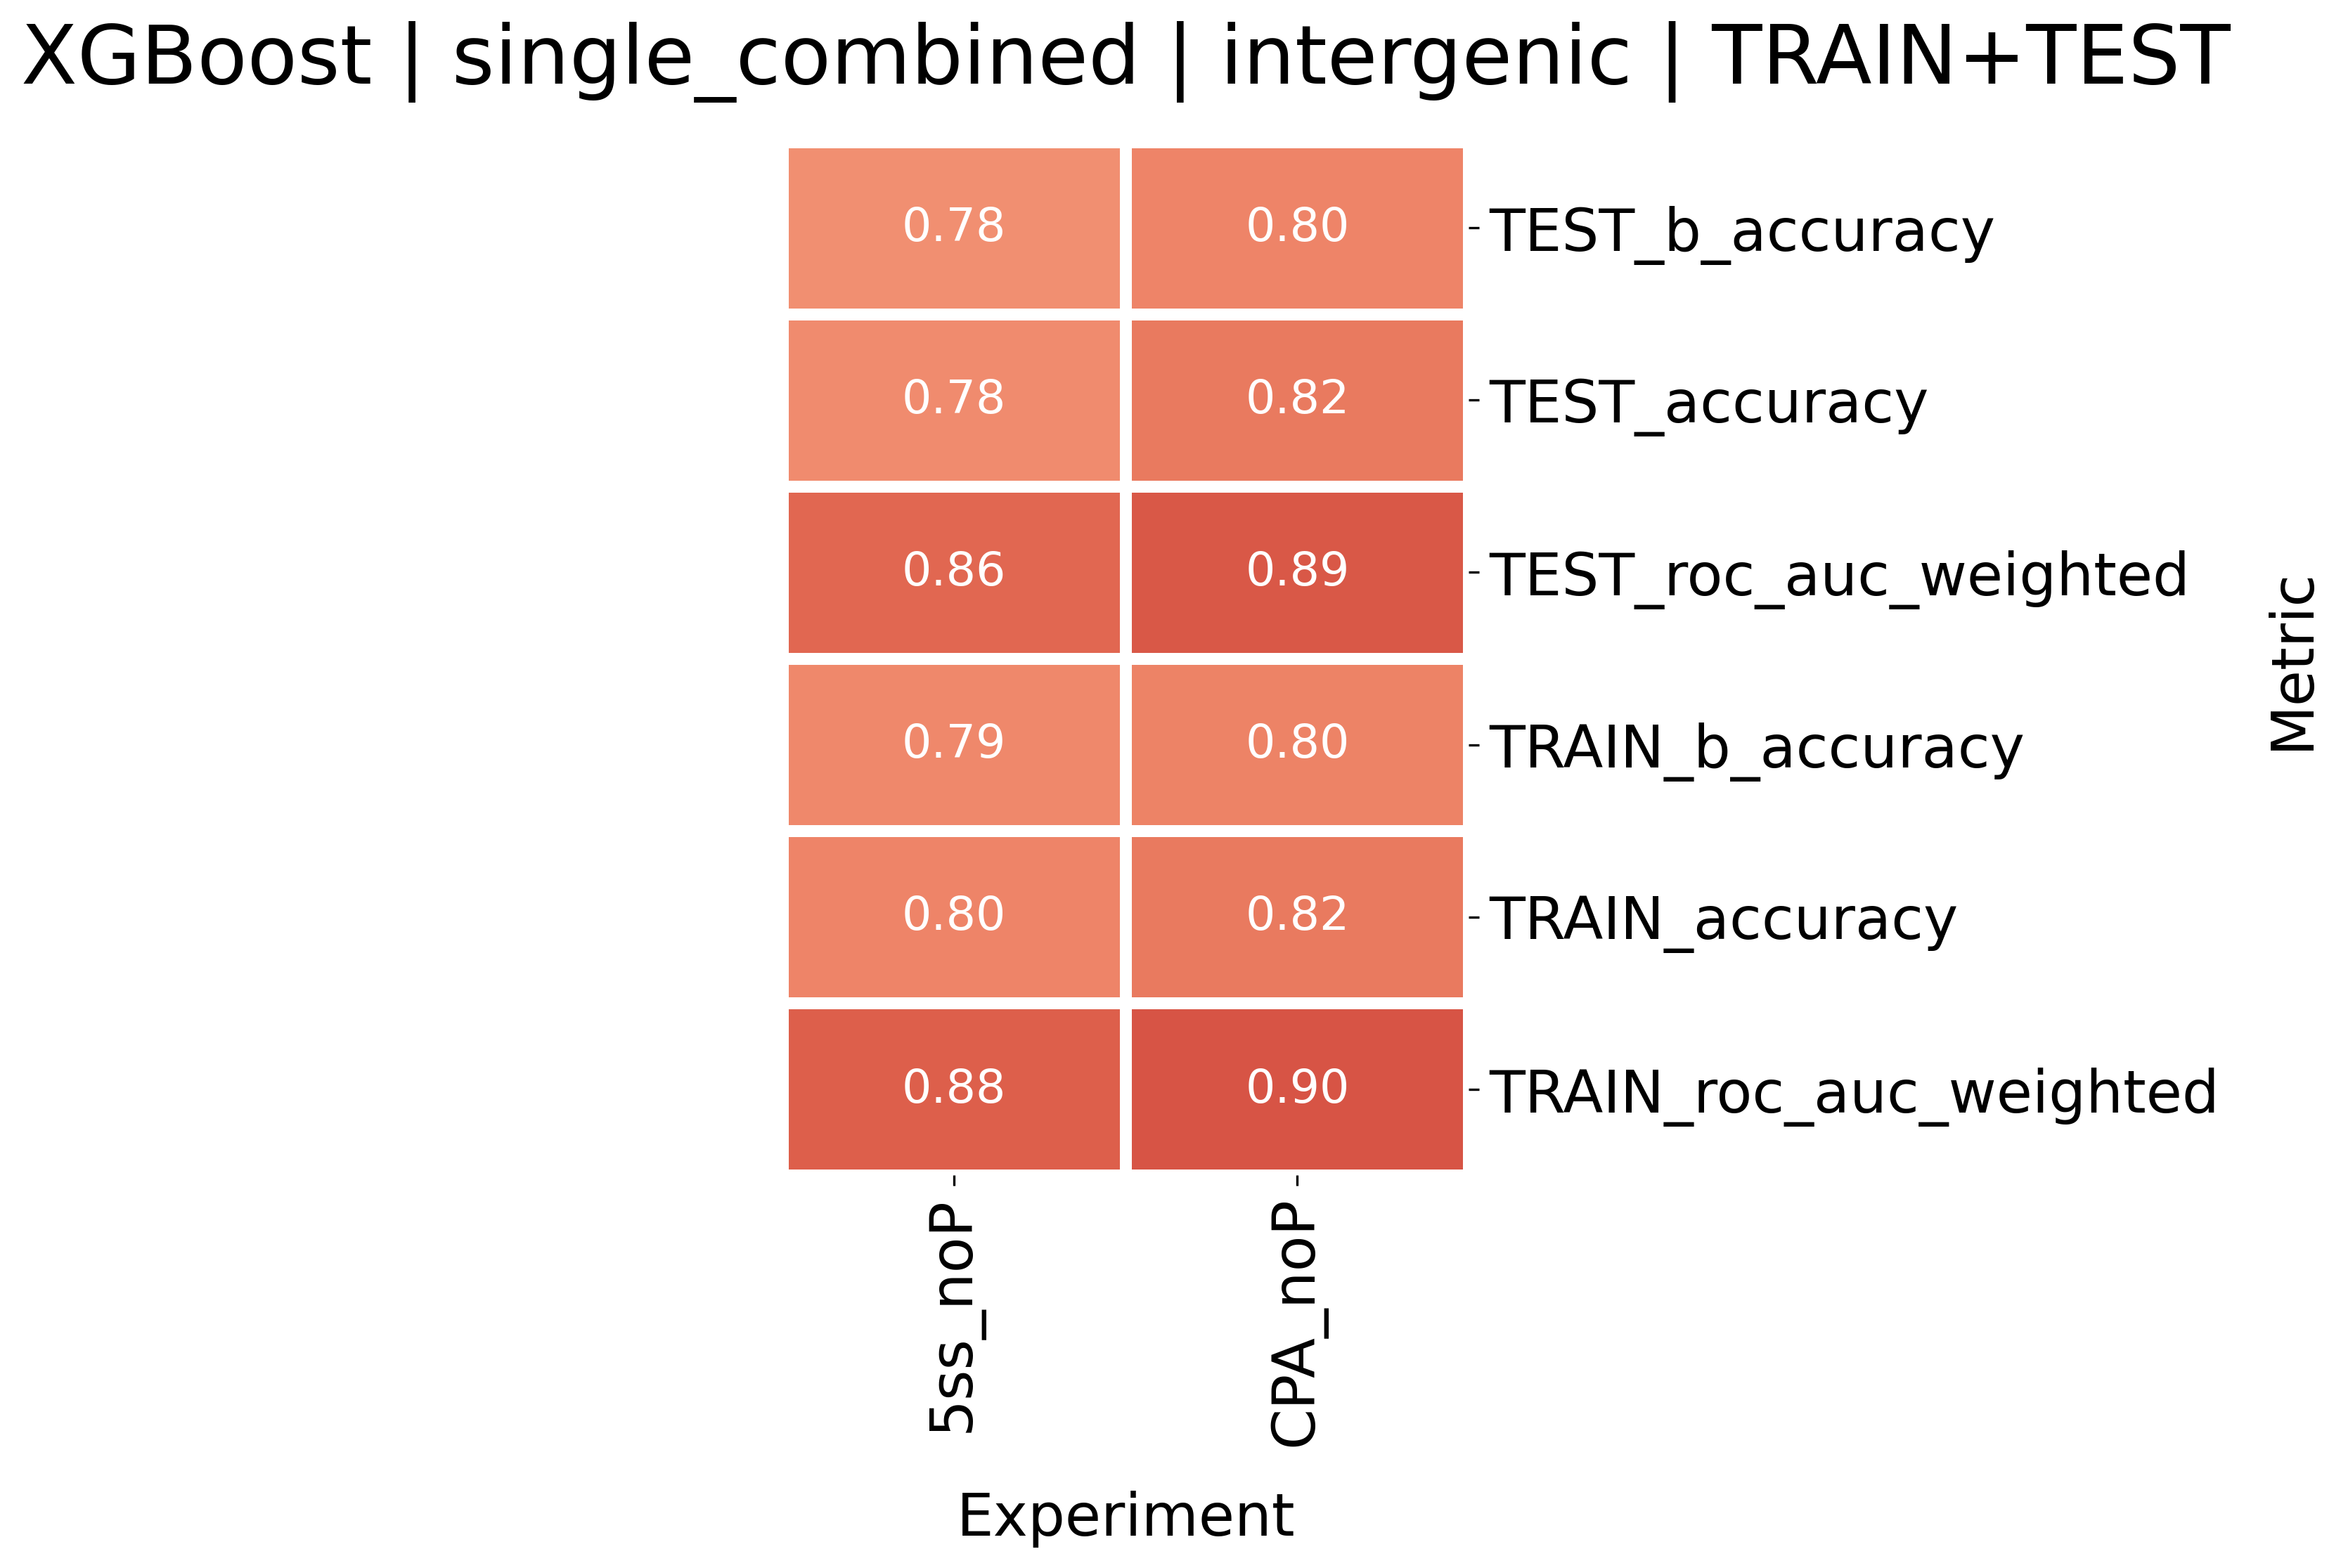 XGBoost | single_combined | intergenic | TRAIN+TEST
0.78 0.80 TEST_b_accuracy
0.78 0.82 TEST_accuracy
0.86 0.89 TEST_roc_auc_weighted
0.79 0.80 TRAIN_b_accuracy
0.80 0.82 TRAIN_accuracy
0.88 0.90 TRAIN_roc_auc_weighted
Metric
5ss_noP
CPA_noP
Experiment